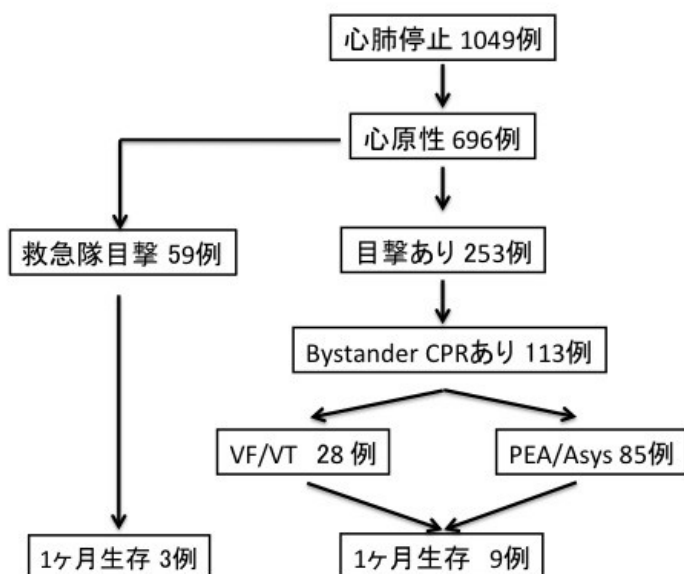 心肺停止 1049例
心原性 696例
救急隊目撃 59例
目撃あり 253例
Bystander CPRあり 113例
VF/VT 28 例
PEA/Asys 85例
1ヶ月生存 3例
1ヶ月生存 9例